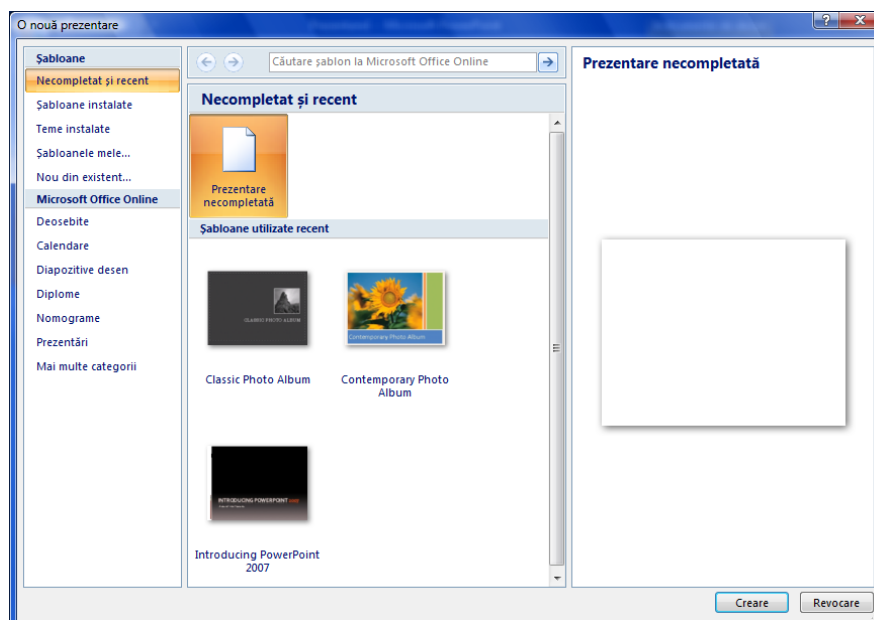 O nouă prezentare
Șabloane
Necompletat și recent
Șabloane instalate
Teme instalate
Șabloanele mele...
Nou din existent...
Microsoft Office Online
Deosebite
Calendare
Diapozitive desen
Diplome
Nomograme
Prezentări
Mai multe categorii
Căutare șablon la Microsoft Office Online
Necompletat și recent
Prezentare
necompletată
Șabloane utilizate recent
CLASSIC PHOTO ALBUM
Contemporary Photo Album
Classic Photo Album
Contemporary Photo
Album
INTRODUCING POWERPOINT 2007
Introducing PowerPoint
2007
Prezentare necompletată
Creare
Revocare